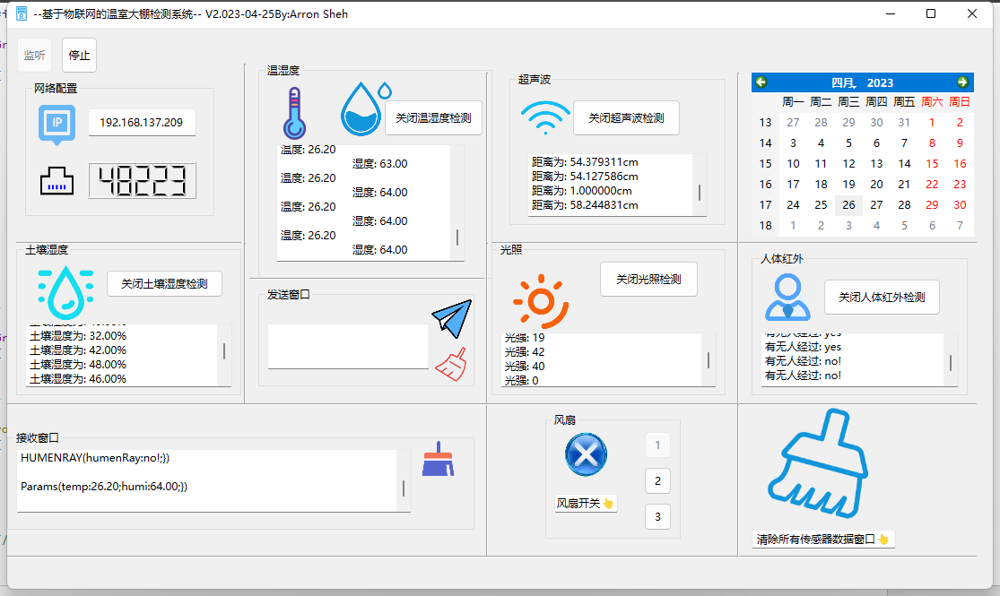 --基于物联网的温室大棚检测系统-- V2.023-04-25By:Arron Sheh
监听
停止
网络配置
IP
192.168.137.209
48223
温湿度
关闭温湿度检测
温度: 26.20
湿度: 63.00
温度: 26.20
湿度: 64.00
温度: 26.20
湿度: 64.00
温度: 26.20
湿度: 64.00
超声波
关闭超声波检测
距离为: 54.379311cm
距离为: 54.127586cm
距离为: 1.000000cm
距离为: 58.244831cm
四月, 2023
周一 周二 周三 周四 周五 周六 周日
13 27 28 29 30 31 1 2
14 3 4 5 6 7 8 9
15 10 11 12 13 14 15 16
16 17 18 19 20 21 22 23
17 24 25 26 27 28 29 30
18 1 2 3 4 5 6 7
土壤湿度
关闭土壤湿度检测
土壤湿度为: 32.00%
土壤湿度为: 42.00%
土壤湿度为: 48.00%
土壤湿度为: 46.00%
发送窗口
光照
关闭光照检测
光强: 19
光强: 42
光强: 40
光强: 0
人体红外
关闭人体红外检测
有无人经过: yes
有无人经过: yes
有无人经过: no!
有无人经过: no!
接收窗口
HUMENRAY(humenRay:no!;})
Params(temp:26.20;humi:64.00;})
风扇
1
2
3
风扇开关👆
清除所有传感器数据窗口👆